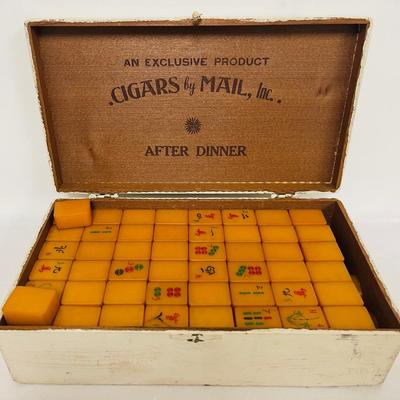 AN EXCLUSIVE PRODUCT
CIGARS by MAIL, Inc.
AFTER DINNER